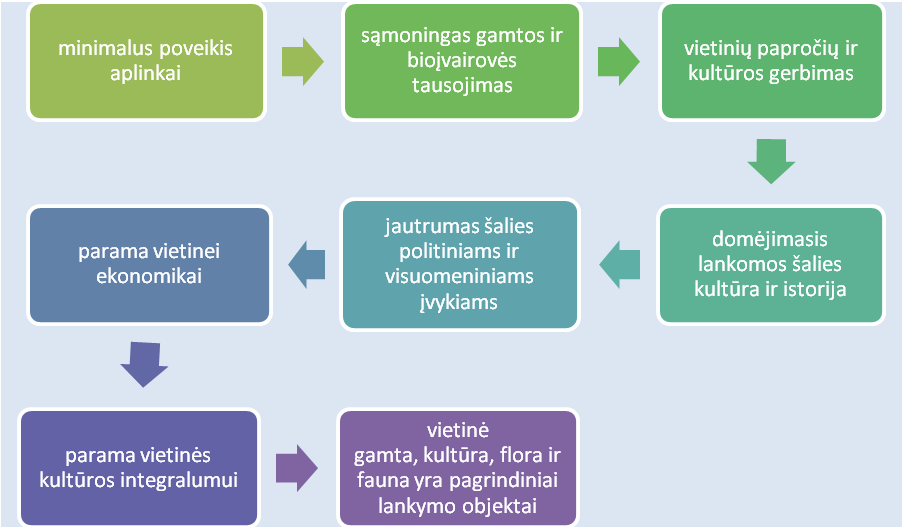 minimalus poveikis
aplinkai
sąmoningas gamtos ir
bioįvairovės
tausojimas
vietinių papročių ir
kultūros gerbimas
domėjimasis
lankomos šalies
kultūra ir istorija
jautrumas šalies
politiniams ir
visuomeniniams
įvykiams
parama vietinei
ekonomikai
parama vietinės
kultūros integralumui
vietinė
gamta, kultūra, flora ir
fauna yra pagrindiniai
lankymo objektai